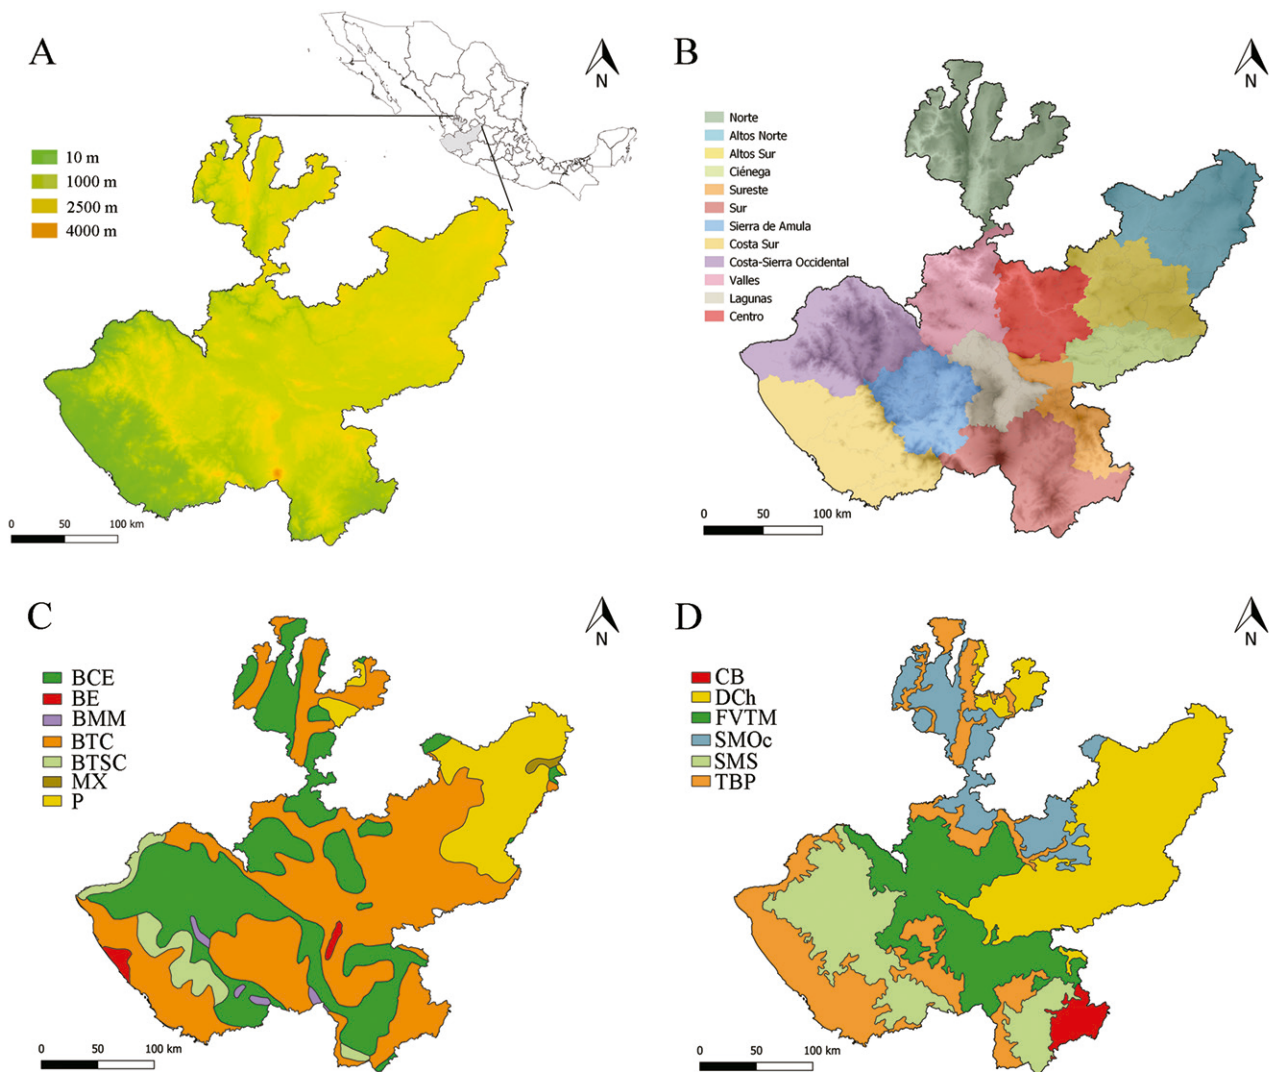 A
N
10 m
1000 m
2500 m
4000 m
0 50 100 km
B
N
Norte
Altos Norte
Altos Sur
Ciénega
Sureste
Sur
Sierra de Amula
Costa Sur
Costa-Sierra Occidental
Valles
Lagunas
Centro
0 50 100 km
C
N
BCE
BE
BMM
BTC
BTSC
MX
P
0 50 100 km
D
N
CB
DCh
FVTM
SMOc
SMS
TBP
0 50 100 km